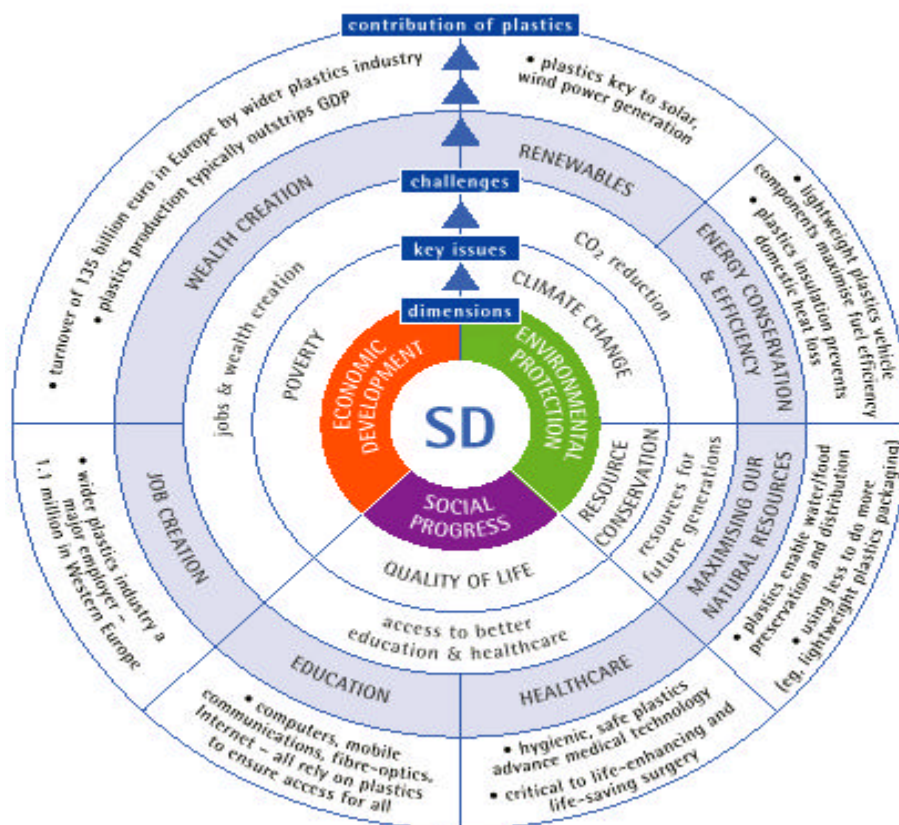 contribution of plastics
• turnover of 135 billion euro in Europe by wider plastics industry
• plastics production typically outstrips GDP
• plastics key to solar,
wind power generation
WEALTH CREATION
RENEWABLES
challenges
• lightweight plastics vehicle
components maximise fuel efficiency
• plastics insulation prevents
domestic heat loss
ENERGY CONSERVATION
& EFFICIENCY
key issues
jobs & wealth creation
CO₂ reduction
dimensions
POVERTY
CLIMATE CHANGE
ECONOMIC
DEVELOPMENT
ENVIRONMENTAL
PROTECTION
SD
SOCIAL
PROGRESS
RESOURCE
CONSERVATION
resources for
future generations
MAXIMISING OUR
NATURAL RESOURCES
• plastics enable water/food
preservation and distribution
• using less to do more
(eg, lightweight plastics packaging)
JOB CREATION
• wider plastics industry a
major employer –
1.1 million in Western Europe
QUALITY OF LIFE
access to better
education & healthcare
EDUCATION
HEALTHCARE
• computers, mobile
communications, fibre-optics,
Internet – all rely on plastics
to ensure access for all
• hygienic, safe plastics
advance medical technology
• critical to life-enhancing and
life-saving surgery